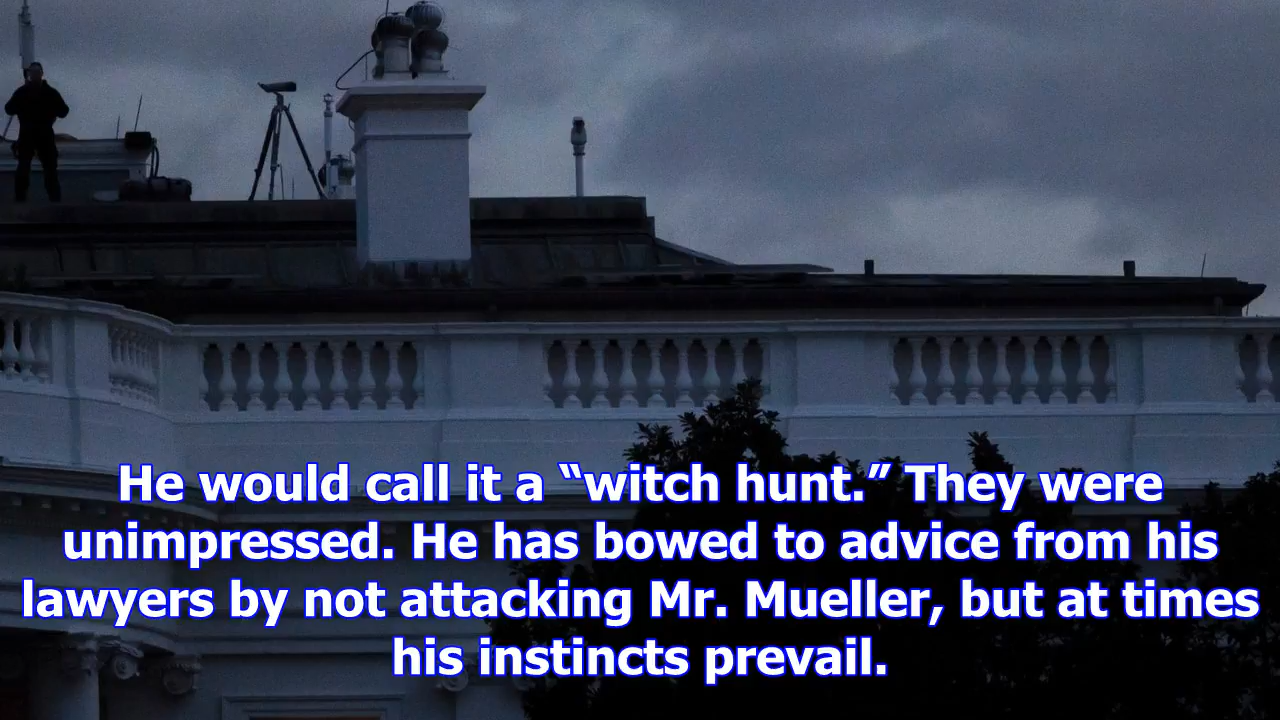 He would call it a “witch hunt.” They were
unimpressed. He has bowed to advice from his
lawyers by not attacking Mr. Mueller, but at times
his instincts prevail.